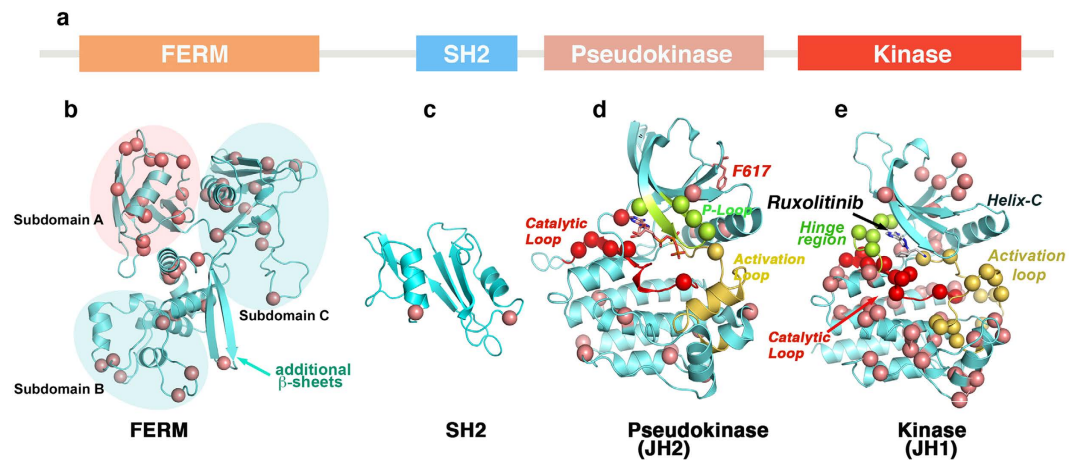 a
FERM
SH2
Pseudokinase
Kinase
b
c
d
e
Subdomain A
Subdomain C
Subdomain B
additional
β-sheets
F617
P-Loop
Catalytic
Loop
Activation
Loop
Ruxolitinib
Helix-C
Hinge
region
Activation
loop
Catalytic
Loop
FERM
SH2
Pseudokinase
(JH2)
Kinase
(JH1)